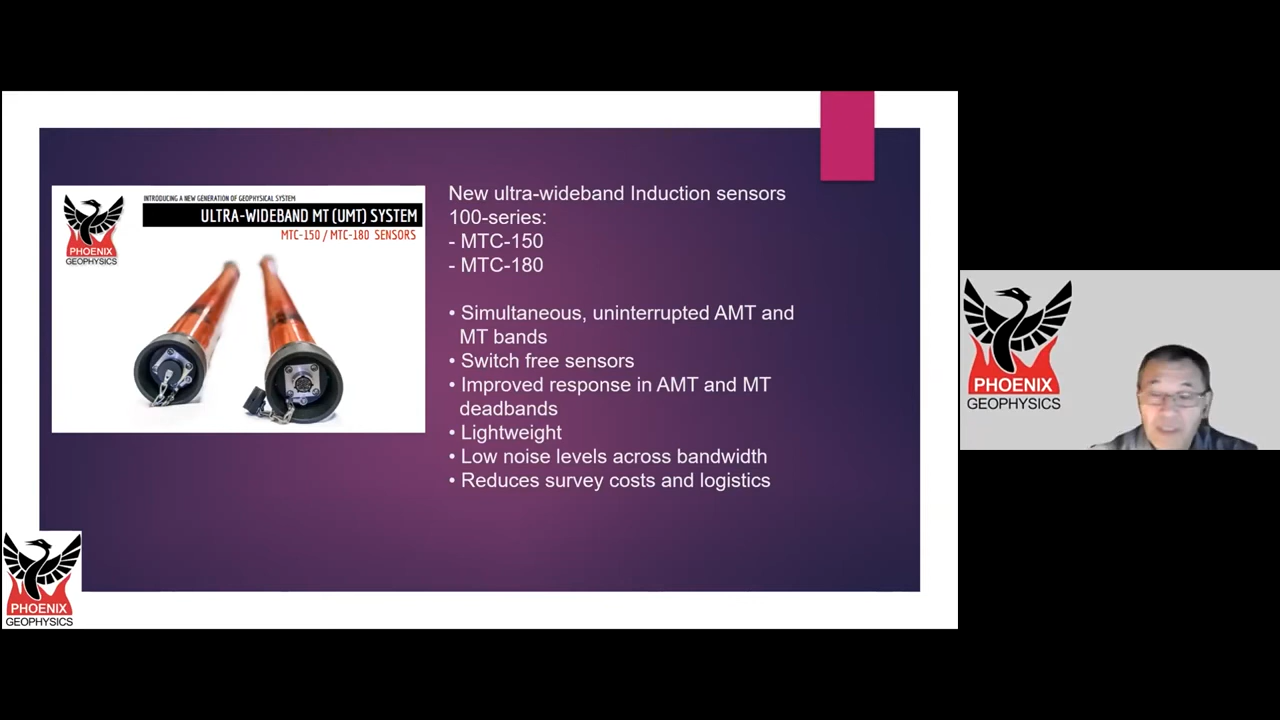 INTRODUCING A NEW GENERATION OF GEOPHYSICAL SYSTEM
ULTRA-WIDEBAND MT (UMT) SYSTEM
MTC-150 / MTC-180 SENSORS
PHOENIX
GEOPHYSICS
New ultra-wideband Induction sensors
100-series:
- MTC-150
- MTC-180
• Simultaneous, uninterrupted AMT and
MT bands
• Switch free sensors
• Improved response in AMT and MT
deadbands
• Lightweight
• Low noise levels across bandwidth
• Reduces survey costs and logistics
PHOENIX
GEOPHYSICS
PHOENIX
GEOPHYSICS